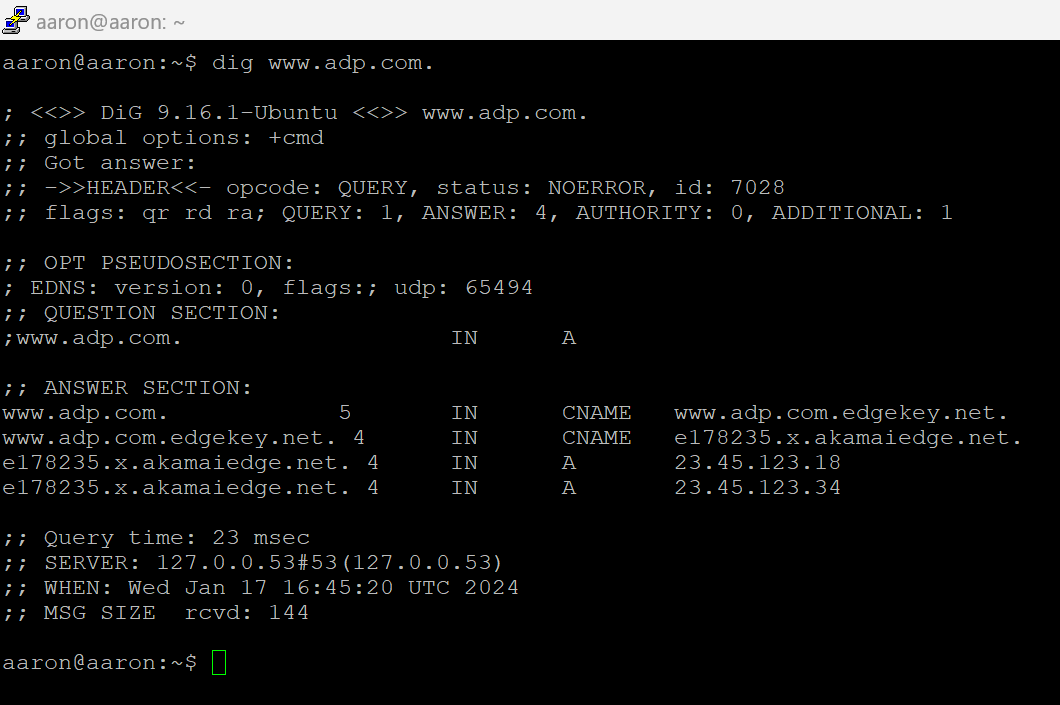 aaron@aaron: ~
aaron@aaron:~$ dig www.adp.com.
; <<>> DiG 9.16.1-Ubuntu <<>> www.adp.com.
;; global options: +cmd
;; Got answer:
;; ->>HEADER<<- opcode: QUERY, status: NOERROR, id: 7028
;; flags: qr rd ra; QUERY: 1, ANSWER: 4, AUTHORITY: 0, ADDITIONAL: 1
;; OPT PSEUDOSECTION:
; EDNS: version: 0, flags:; udp: 65494
;; QUESTION SECTION:
;www.adp.com. IN A
;; ANSWER SECTION:
www.adp.com. 5 IN CNAME www.adp.com.edgekey.net.
www.adp.com.edgekey.net. 4 IN CNAME e178235.x.akamaiedge.net.
e178235.x.akamaiedge.net. 4 IN A 23.45.123.18
e178235.x.akamaiedge.net. 4 IN A 23.45.123.34
;; Query time: 23 msec
;; SERVER: 127.0.0.53#53(127.0.0.53)
;; WHEN: Wed Jan 17 16:45:20 UTC 2024
;; MSG SIZE  rcvd: 144
aaron@aaron:~$